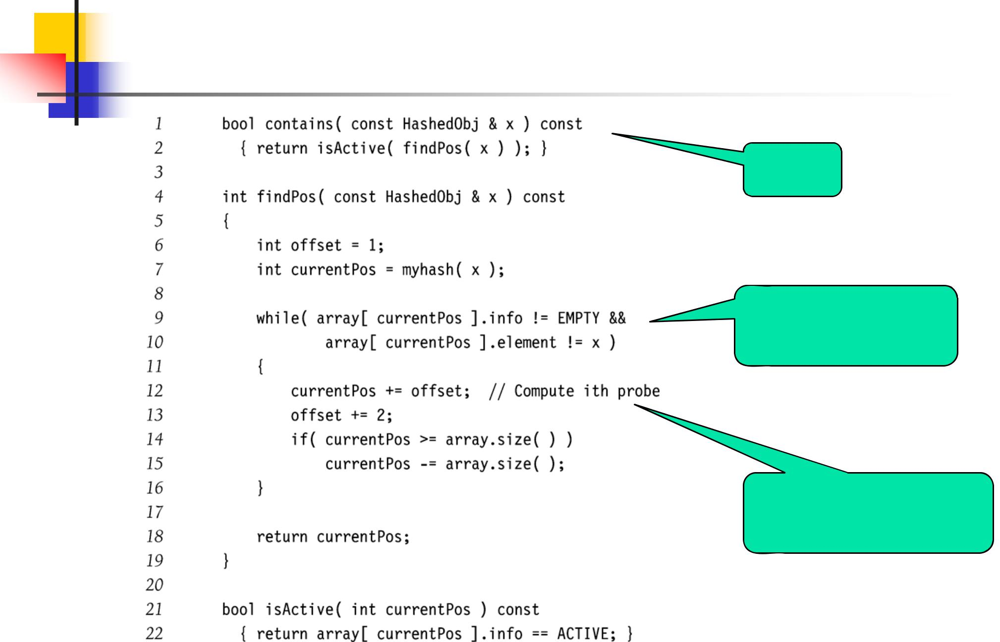 1 bool contains( const HashedObj & x ) const
2 { return isActive( findPos( x ) ); }
3
4 int findPos( const HashedObj & x ) const
5 {
6 int offset = 1;
7 int currentPos = myhash( x );
8
9 while( array[ currentPos ].info != EMPTY &&
10 array[ currentPos ].element != x )
11 {
12 currentPos += offset; // Compute ith probe
13 offset += 2;
14 if( currentPos >= array.size( ) )
15 currentPos -= array.size( );
16 }
17
18 return currentPos;
19 }
20
21 bool isActive( int currentPos ) const
22 { return array[ currentPos ].info == ACTIVE; }